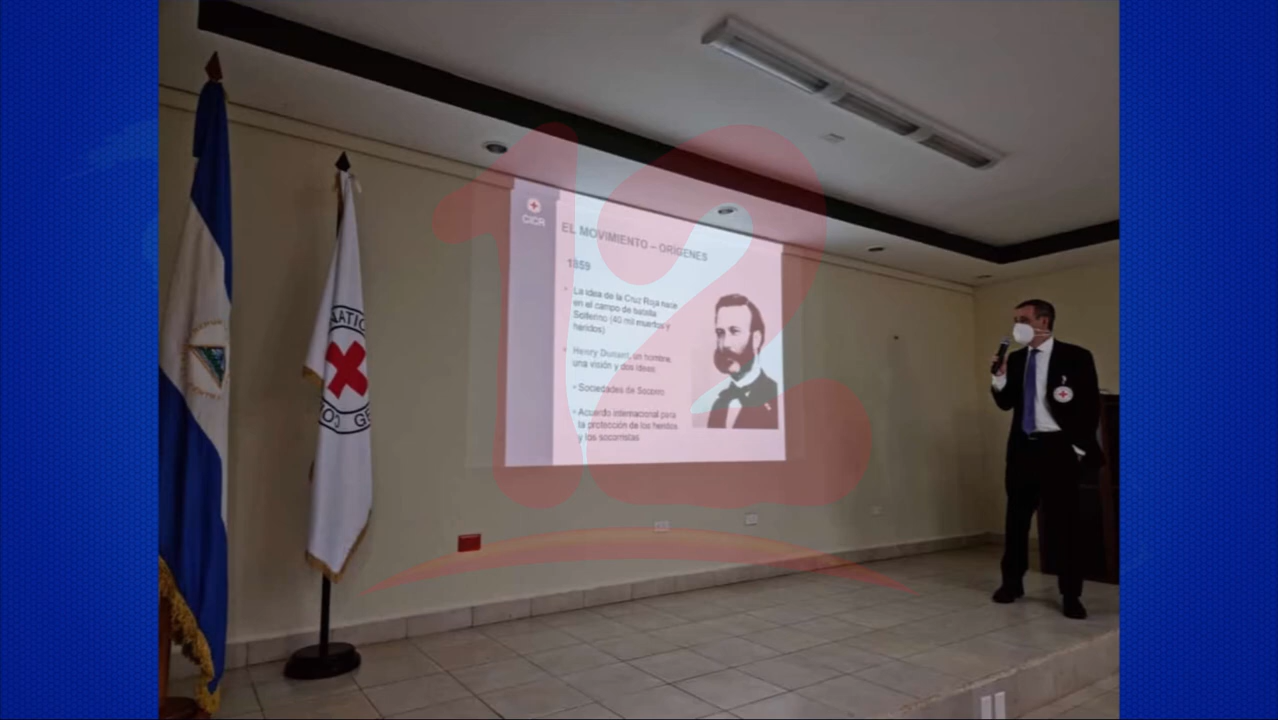 12
CICR
EL MOVIMIENTO – ORÍGENES
1859
La idea de la Cruz Roja nace
en el campo de batalla
Solferino (40 mil muertos y
heridos)
Henry Dunant, un hombre,
una visión y dos ideas:
Sociedades de Socorro
Acuerdo internacional para
la protección de los heridos
y los socorristas